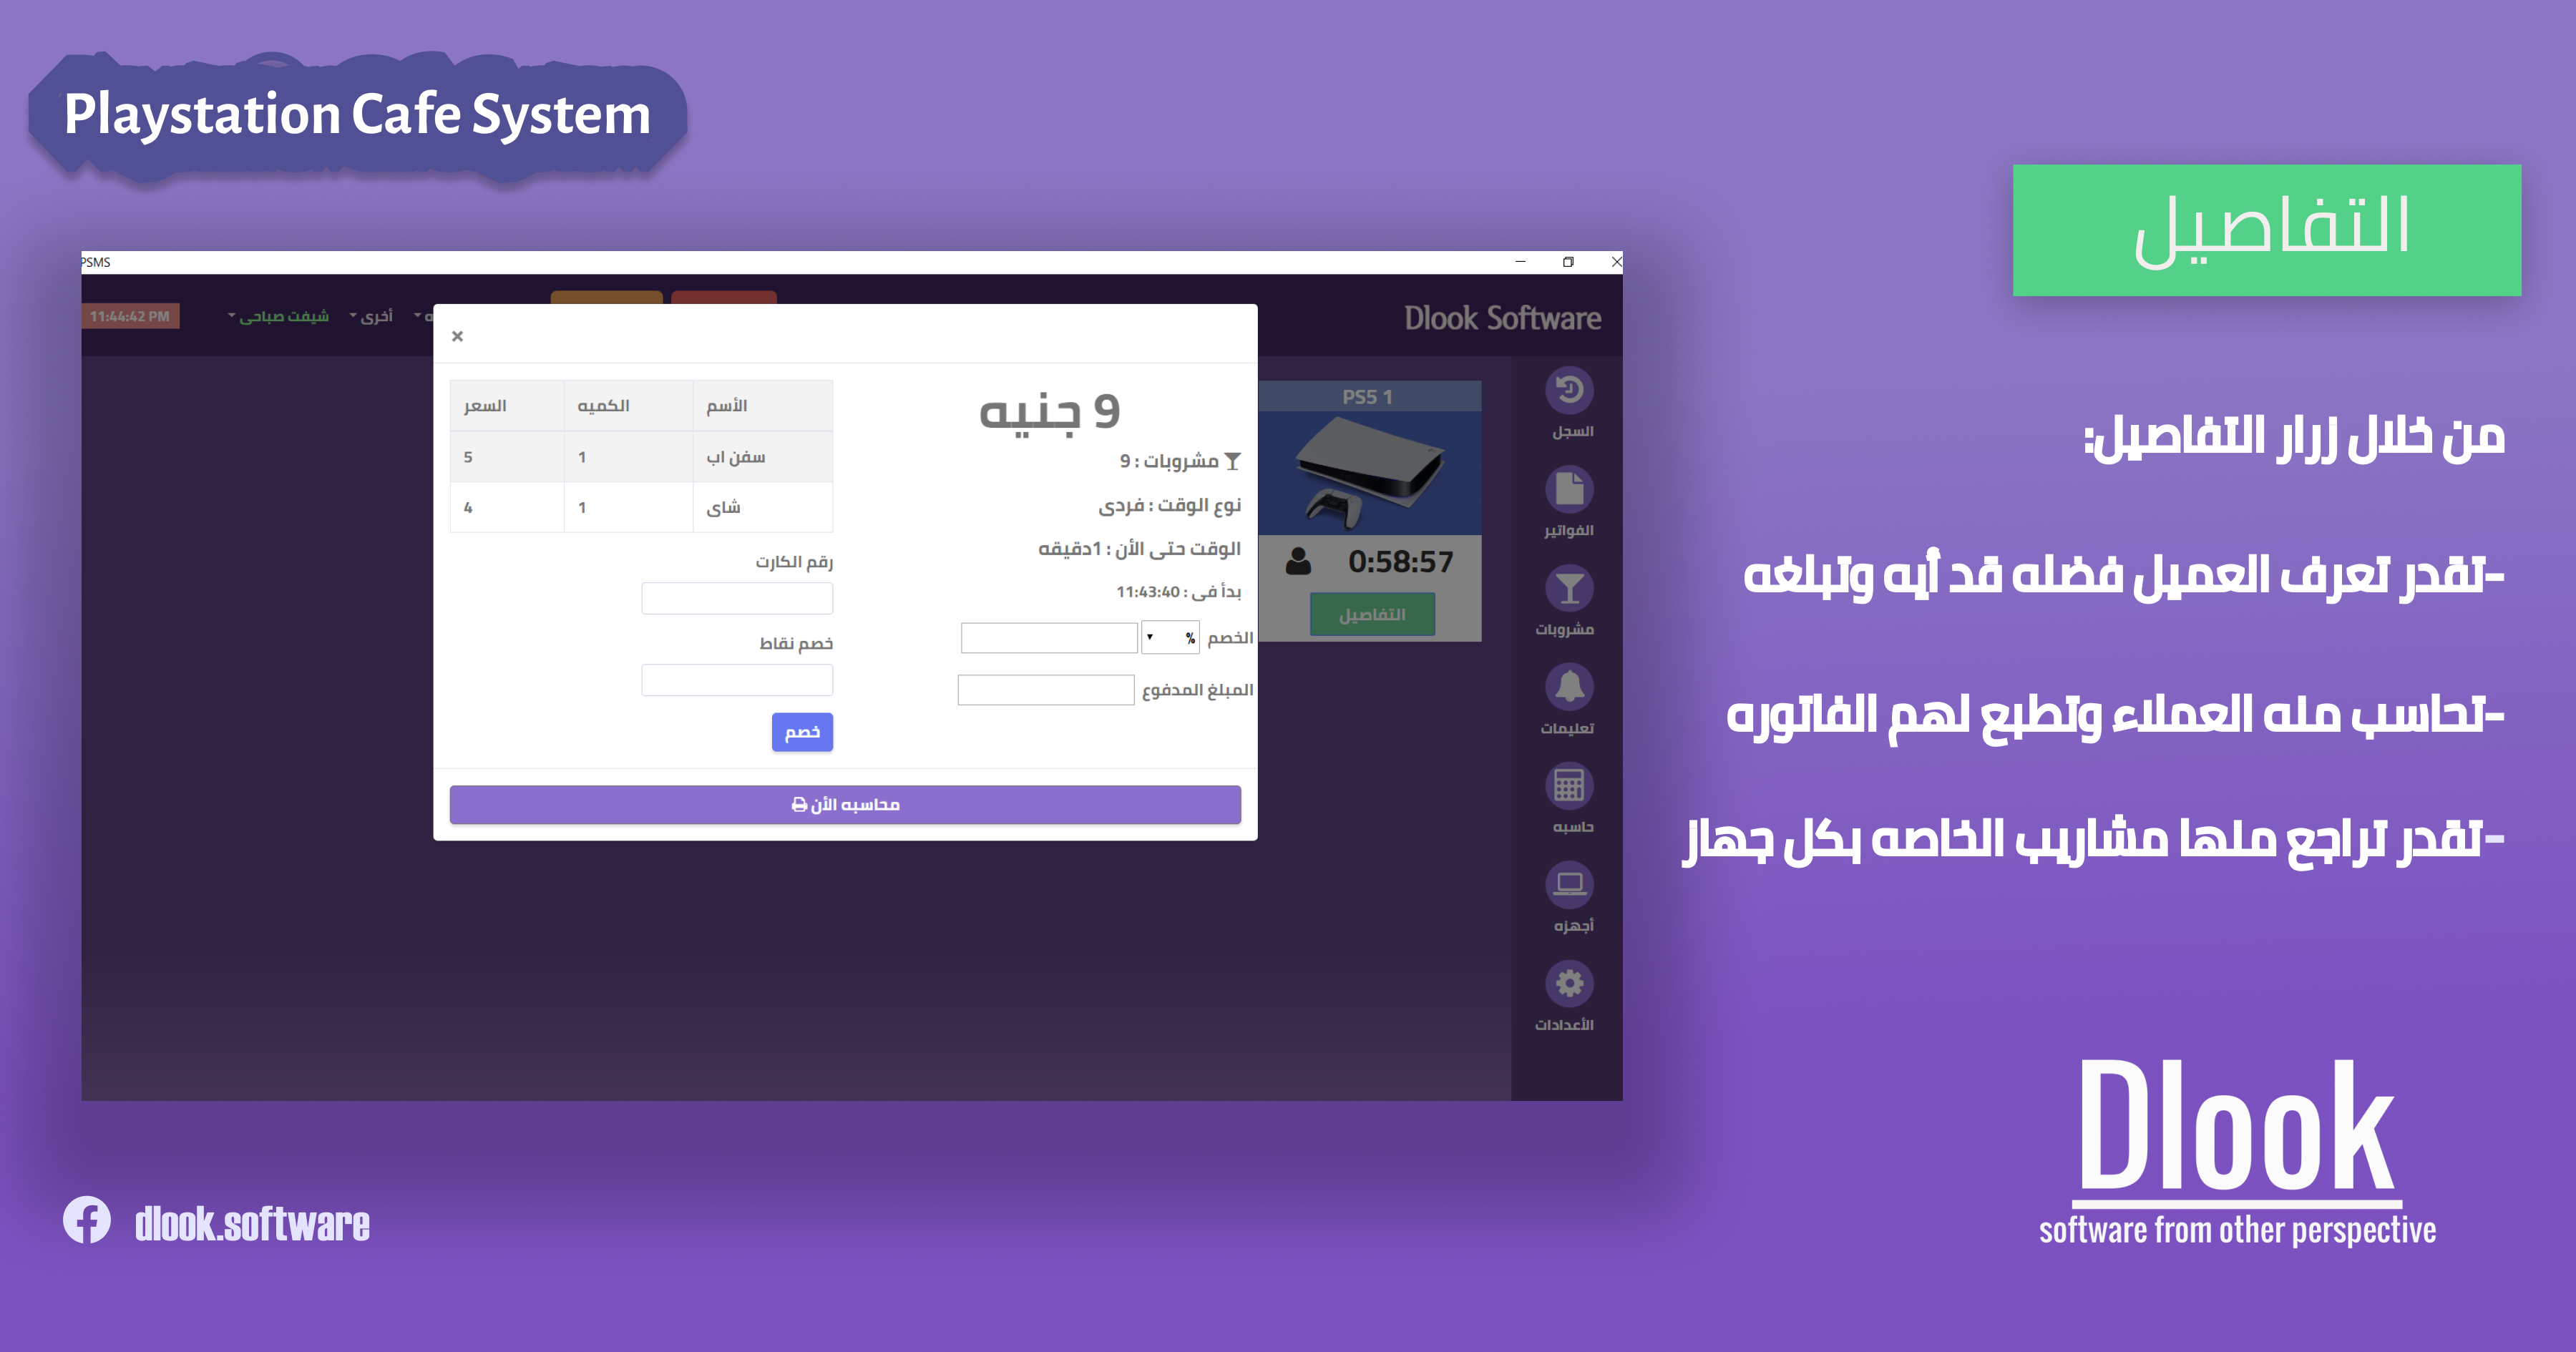 Playstation Cafe System
التفاصيل
من خلال زرار التفاصيل:
-تقدر تعرف العميل فضله قد أيه وتبلغه
-تحاسب منه العملاء وتطبع لهم الفاتوره
-تقدر تراجع منها مشاريب الخاصه بكل جهاز
PSMS
Dlook Software
أخرى
شيفت صباحى
11:44:42 PM
السجل
الفواتير
مشروبات
تعليمات
حاسبه
أجهزه
الأعدادات
PS5 1
0:58:57
التفاصيل
×
9 جنيه
مشروبات : 9
نوع الوقت : فردى
الوقت حتى الأن : 1دقيقه
بدأ فى : 11:43:40
الخصم %
المبلغ المدفوع
الأسم الكميه السعر
سفن اب 1 5
شاى 1 4
رقم الكارت
خصم نقاط
خصم
محاسبه الأن
dlook.software
Dlook
software from other perspective